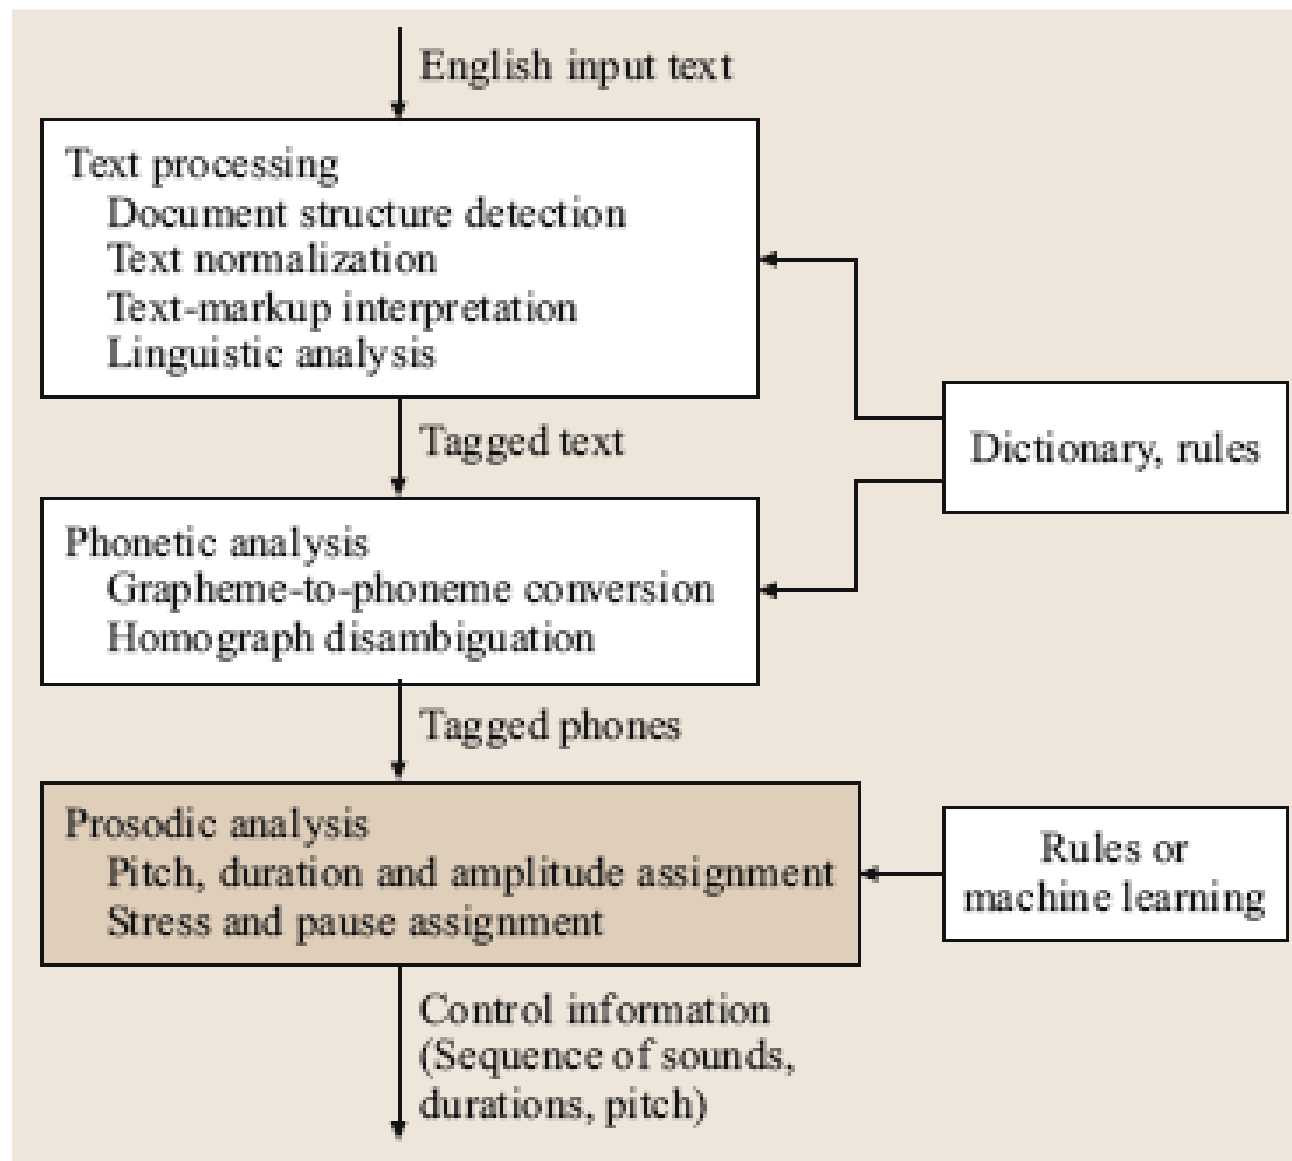 English input text
Text processing
Document structure detection
Text normalization
Text-markup interpretation
Linguistic analysis
Tagged text
Dictionary, rules
Phonetic analysis
Grapheme-to-phoneme conversion
Homograph disambiguation
Tagged phones
Prosodic analysis
Pitch, duration and amplitude assignment
Stress and pause assignment
Rules or
machine learning
Control information
(Sequence of sounds,
durations, pitch)